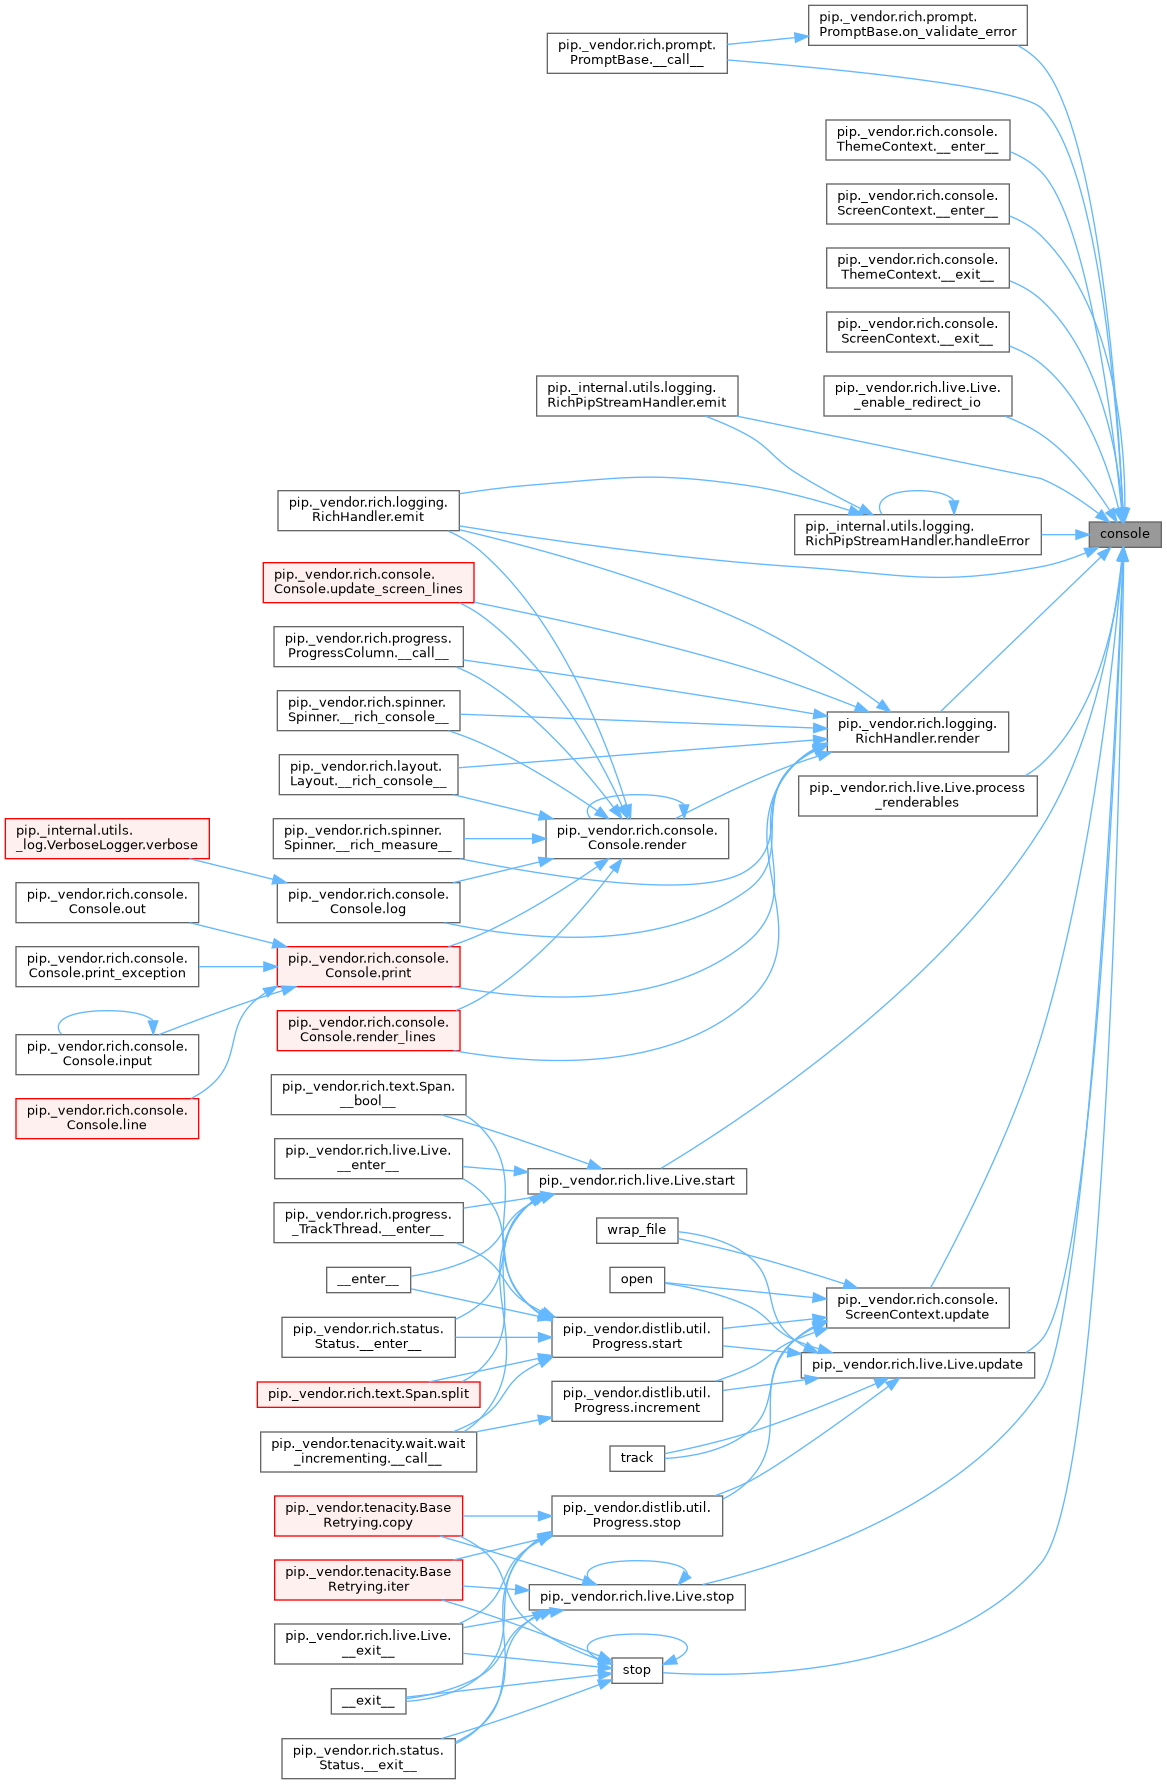 pip._vendor.rich.prompt.
PromptBase.on_validate_error
pip._vendor.rich.prompt.
PromptBase.__call__
pip._vendor.rich.console.
ThemeContext.__enter__
pip._vendor.rich.console.
ScreenContext.__enter__
pip._vendor.rich.console.
ThemeContext.__exit__
pip._vendor.rich.console.
ScreenContext.__exit__
pip._internal.utils.logging.
RichPipStreamHandler.emit
pip._vendor.rich.live.Live.
_enable_redirect_io
pip._vendor.rich.logging.
RichHandler.emit
pip._internal.utils.logging.
RichPipStreamHandler.handleError
console
pip._vendor.rich.console.
Console.update_screen_lines
pip._vendor.rich.progress.
ProgressColumn.__call__
pip._vendor.rich.spinner.
Spinner.__rich_console__
pip._vendor.rich.logging.
RichHandler.render
pip._vendor.rich.layout.
Layout.__rich_console__
pip._vendor.rich.live.Live.process
_renderables
pip._internal.utils.
_log.VerboseLogger.verbose
pip._vendor.rich.spinner.
Spinner.__rich_measure__
pip._vendor.rich.console.
Console.render
pip._vendor.rich.console.
Console.out
pip._vendor.rich.console.
Console.log
pip._vendor.rich.console.
Console.print_exception
pip._vendor.rich.console.
Console.print
pip._vendor.rich.console.
Console.input
pip._vendor.rich.console.
Console.render_lines
pip._vendor.rich.console.
Console.line
pip._vendor.rich.text.Span.
__bool__
pip._vendor.rich.live.Live.
__enter__
pip._vendor.rich.live.Live.start
pip._vendor.rich.progress.
_TrackThread.__enter__
wrap_file
__enter__
open
pip._vendor.rich.console.
ScreenContext.update
pip._vendor.rich.status.
Status.__enter__
pip._vendor.distlib.util.
Progress.start
pip._vendor.rich.live.Live.update
pip._vendor.rich.text.Span.split
pip._vendor.distlib.util.
Progress.increment
pip._vendor.tenacity.wait.wait
_incrementing.__call__
track
pip._vendor.tenacity.Base
Retrying.copy
pip._vendor.distlib.util.
Progress.stop
pip._vendor.tenacity.Base
Retrying.iter
pip._vendor.rich.live.Live.stop
pip._vendor.rich.live.Live.
__exit__
stop
__exit__
pip._vendor.rich.status.
Status.__exit__